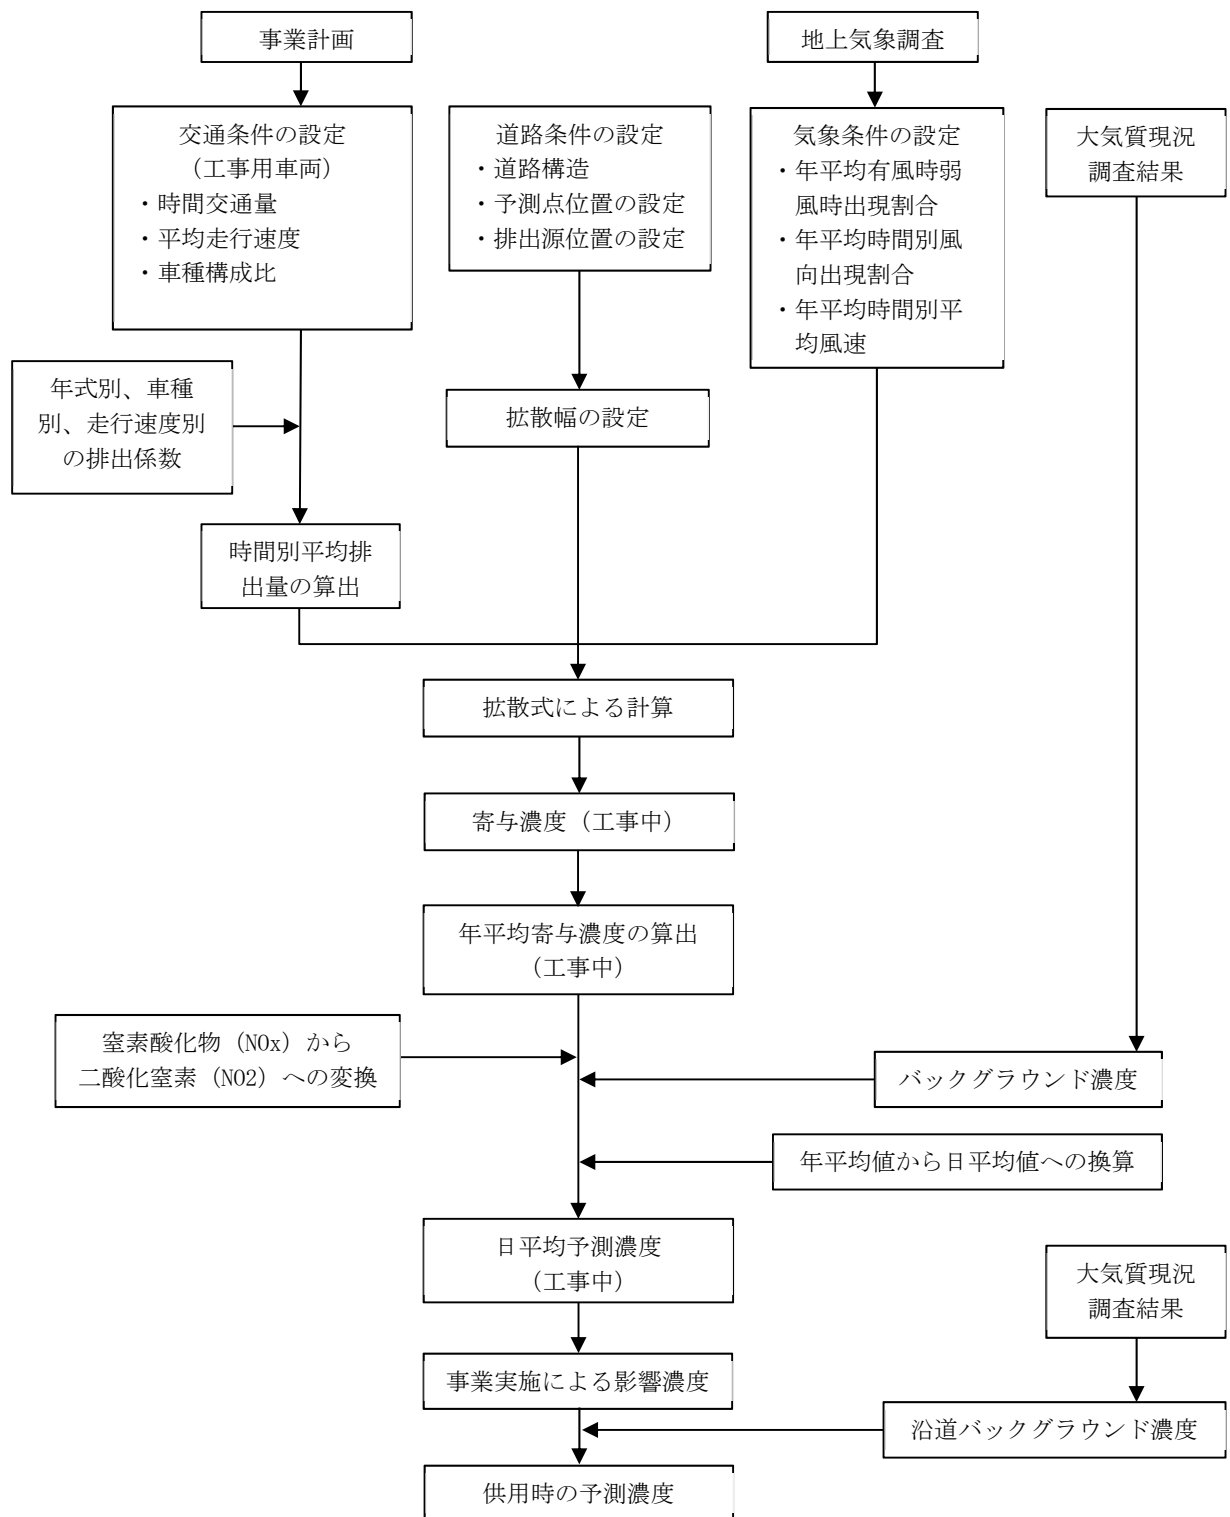 事業計画
地上気象調査
交通条件の設定
（工事用車両）
・時間交通量
・平均走行速度
・車種構成比
道路条件の設定
・道路構造
・予測点位置の設定
・排出源位置の設定
気象条件の設定
・年平均有風時弱
風時出現割合
・年平均時間別風
向出現割合
・年平均時間別平
均風速
大気質現況
調査結果
年式別、車種
別、走行速度別
の排出係数
拡散幅の設定
時間別平均排
出量の算出
拡散式による計算
寄与濃度（工事中）
年平均寄与濃度の算出
（工事中）
窒素酸化物（NOx）から
二酸化窒素（NO2）への変換
バックグラウンド濃度
年平均値から日平均値への換算
日平均予測濃度
（工事中）
大気質現況
調査結果
事業実施による影響濃度
沿道バックグラウンド濃度
供用時の予測濃度